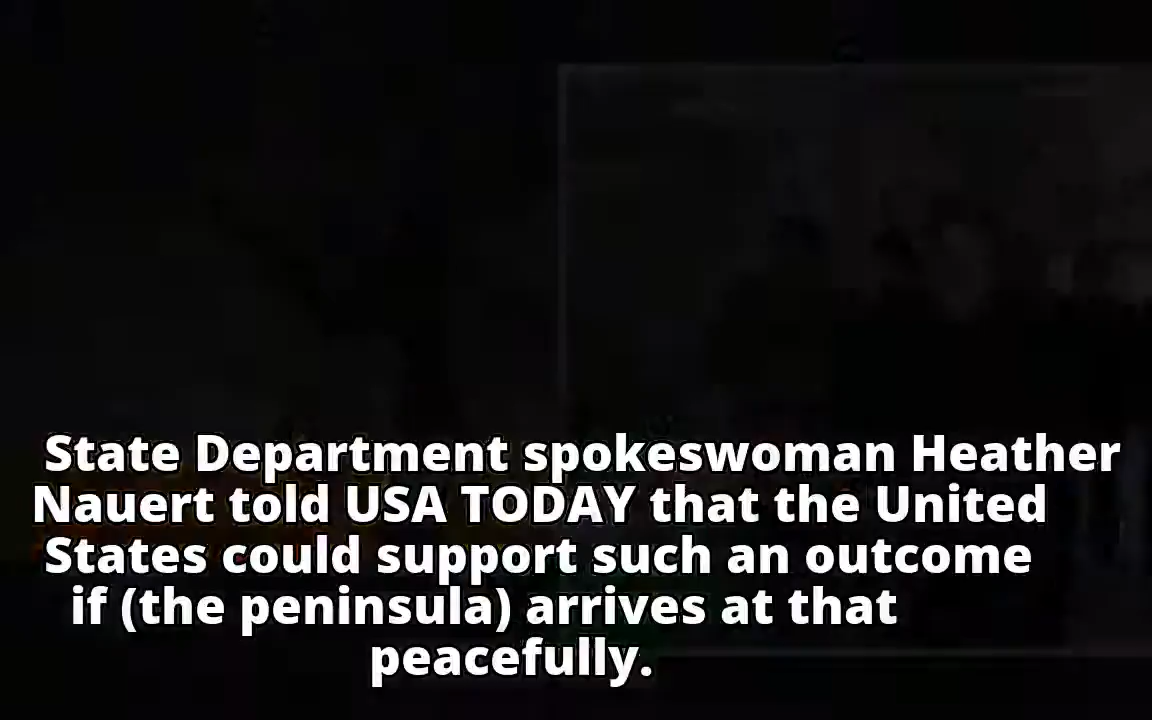 State Department spokeswoman Heather
Nauert told USA TODAY that the United
States could support such an outcome
if (the peninsula) arrives at that
peacefully.